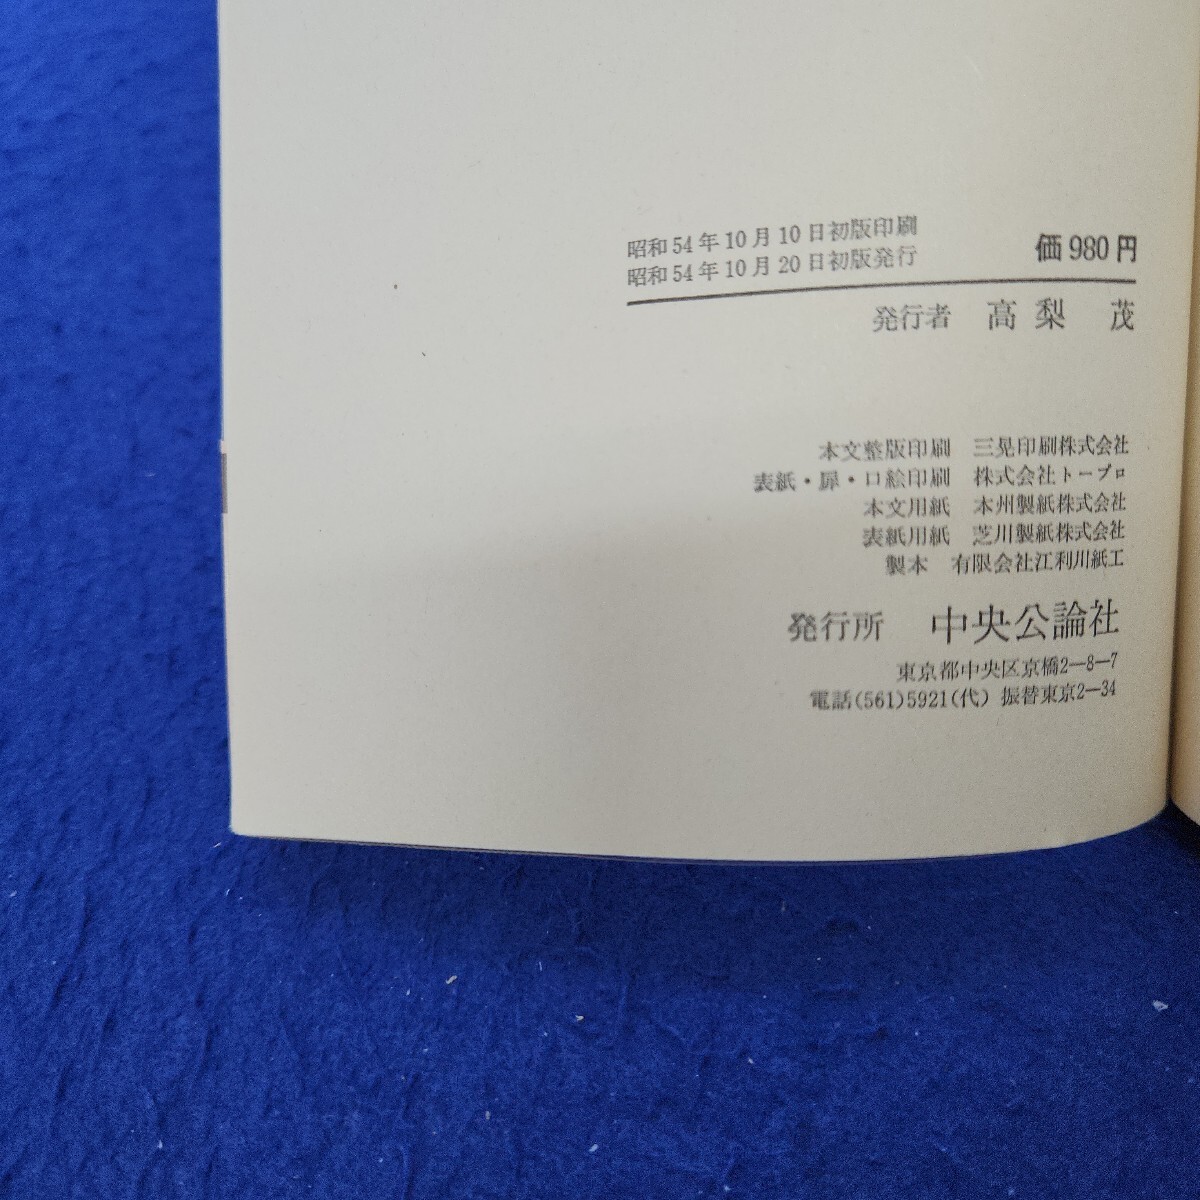 昭和54年10月10日初版印刷
昭和54年10月20日初版発行
価980円
発行者 高梨 茂
本文整版印刷 三晃印刷株式会社
表紙・扉・口絵印刷 株式会社トープロ
本文用紙 本州製紙株式会社
表紙用紙 芝川製紙株式会社
製本 有限会社江利川紙工
発行所 中央公論社
東京都中央区京橋2―8―7
電話(561)5921(代) 振替東京2―34